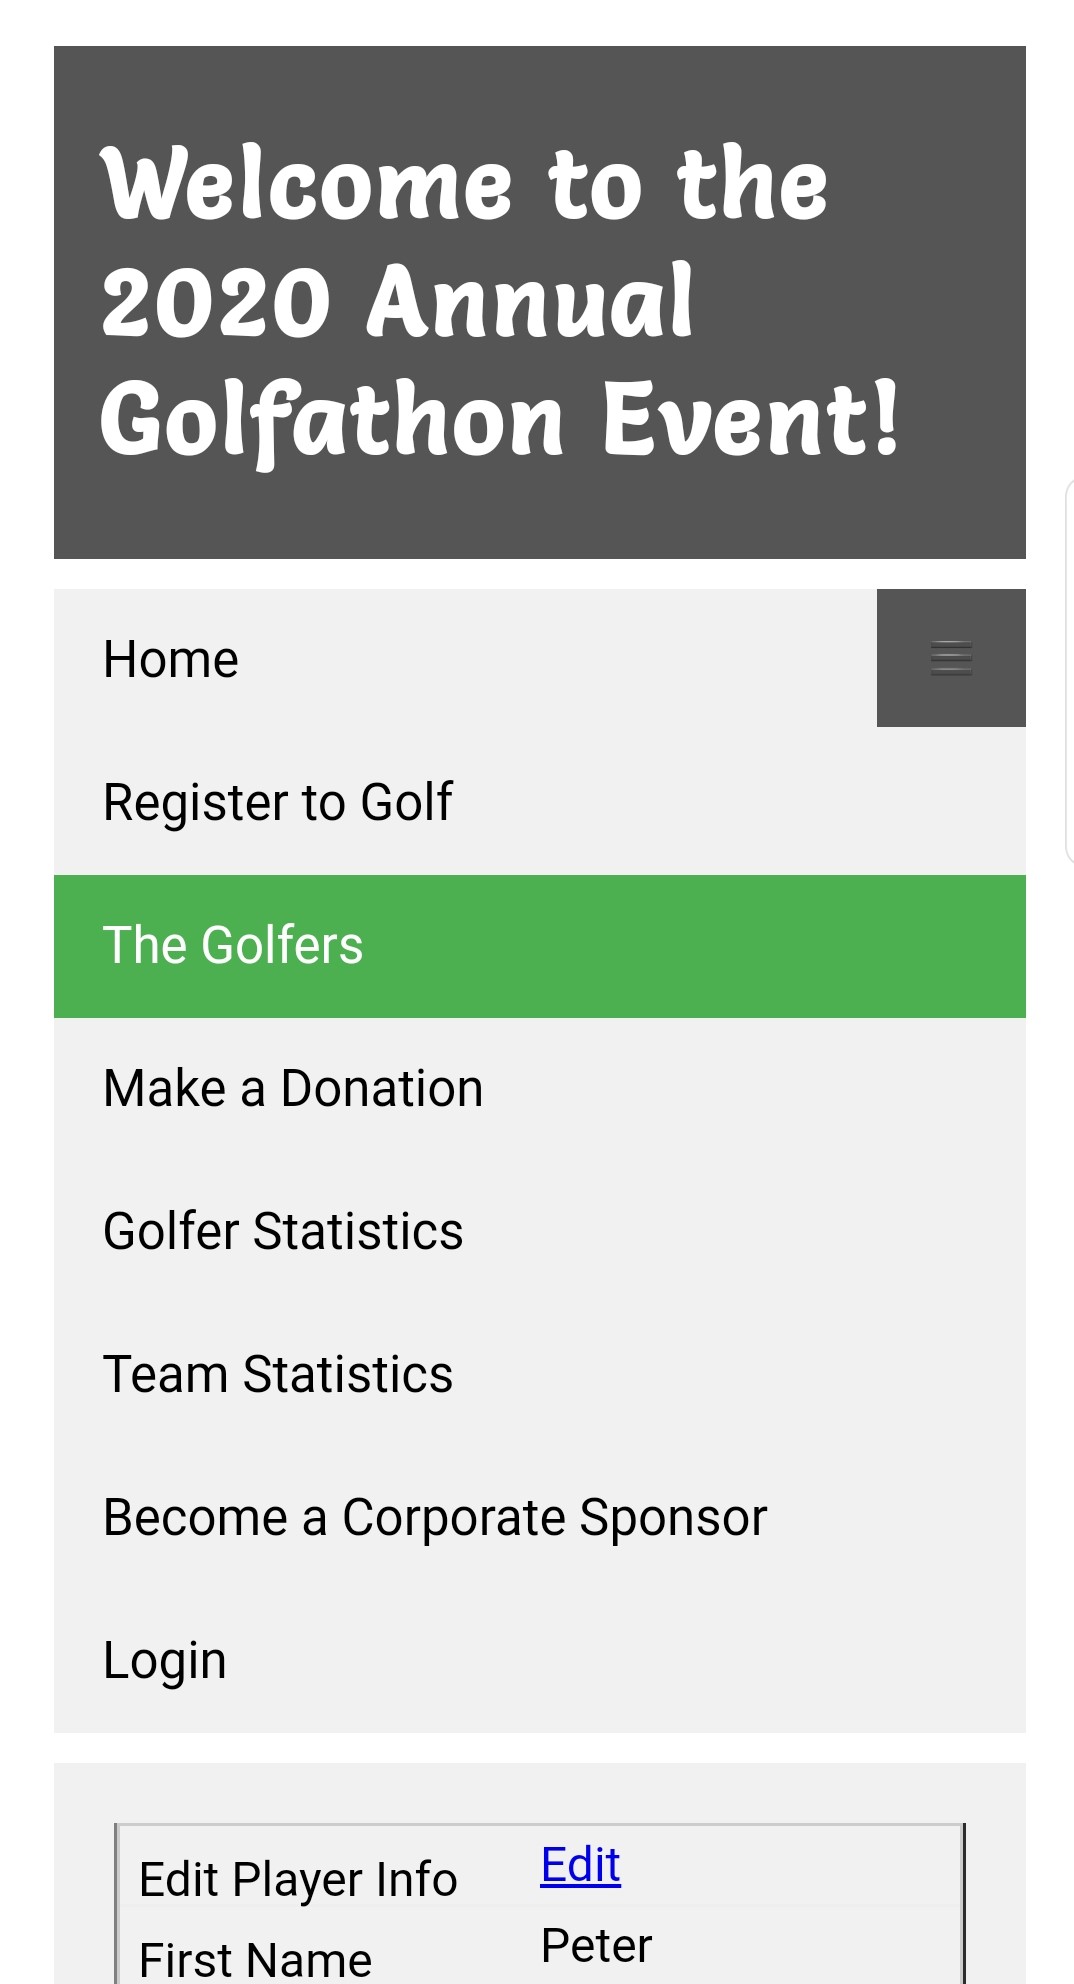 Welcome to the
2020 Annual
Golfathon Event!
Home
Register to Golf
The Golfers
Make a Donation
Golfer Statistics
Team Statistics
Become a Corporate Sponsor
Login
Edit Player Info Edit
First Name Peter